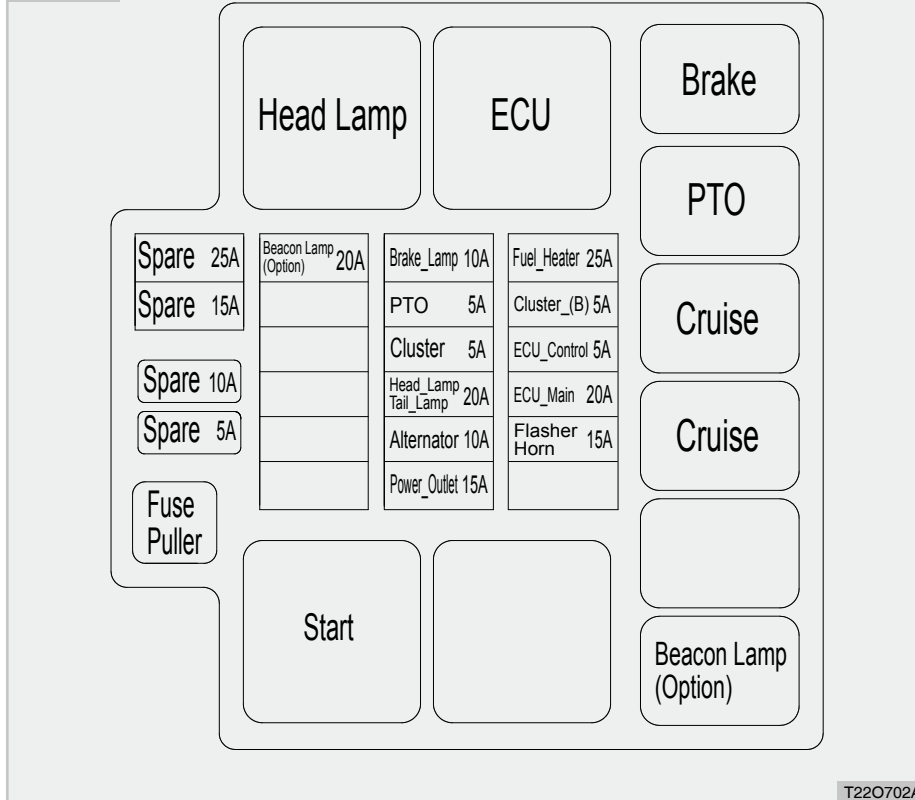 Head Lamp
ECU
Brake
PTO
Cruise
Cruise
Beacon Lamp
(Option)
Spare 25A
Spare 15A
Spare 10A
Spare 5A
Fuse
Puller
Beacon Lamp
(Option) 20A
Brake_Lamp 10A
PTO 5A
Cluster 5A
Head_Lamp
Tail_Lamp 20A
Alternator 10A
Power_Outlet 15A
Fuel_Heater 25A
Cluster_(B) 5A
ECU_Control 5A
ECU_Main 20A
Flasher
Horn 15A
Start
T22O702A